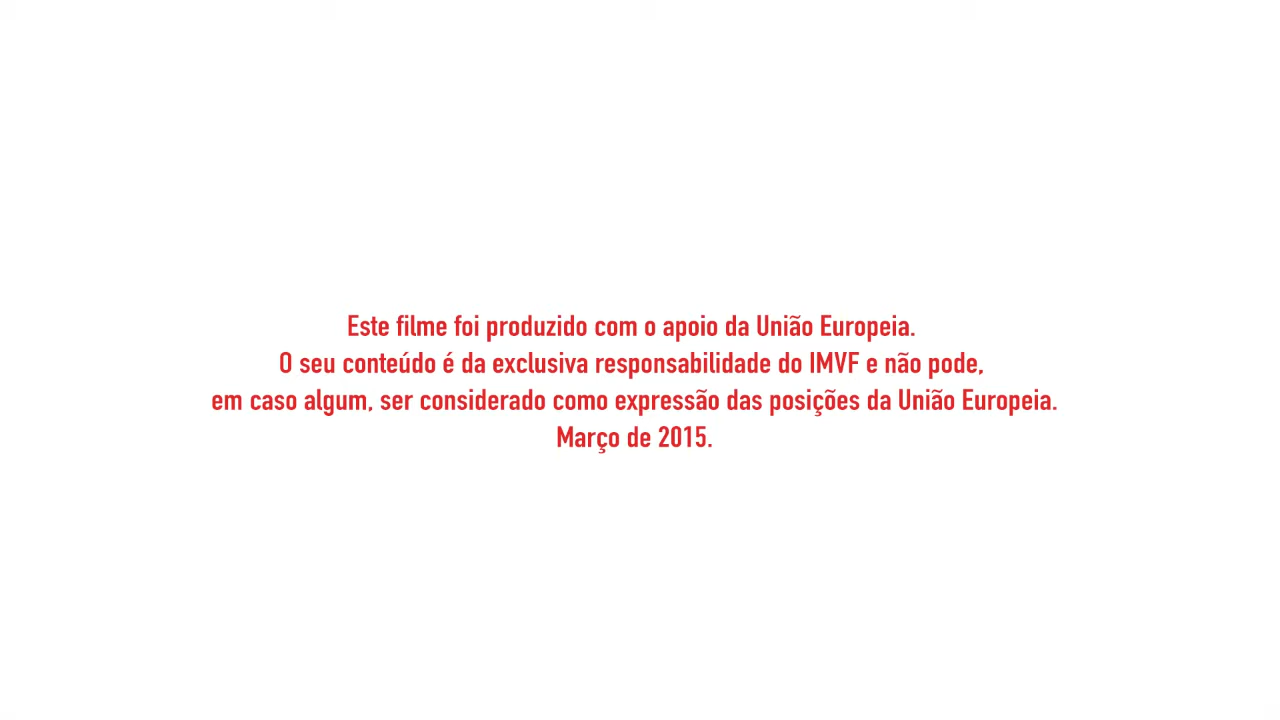 Este filme foi produzido com o apoio da União Europeia.
O seu conteúdo é da exclusiva responsabilidade do IMVF e não pode,
em caso algum, ser considerado como expressão das posições da União Europeia.
Março de 2015.